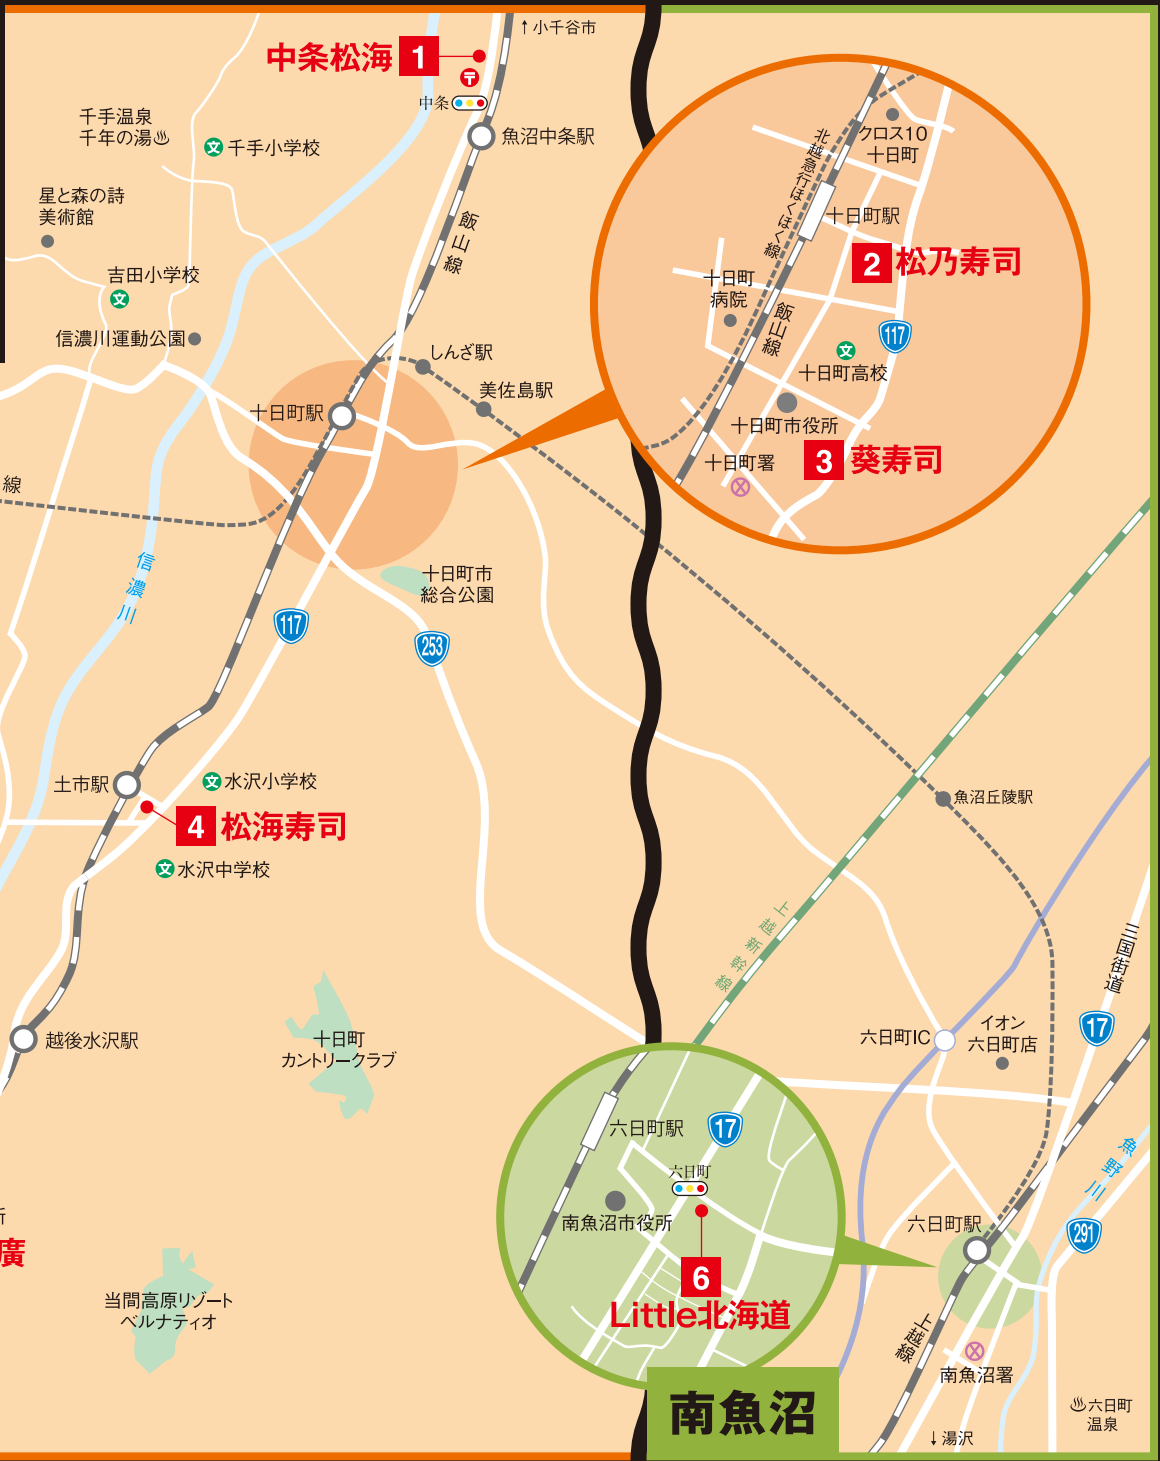 ↑小千谷市
中条松海 1
〒
中条
千手温泉
千年の湯♨
文 千手小学校
魚沼中条駅
星と森の詩
美術館
飯山線
吉田小学校
文
信濃川運動公園
しんざ駅
美佐島駅
十日町駅
線
信濃川
十日町市
総合公園
117
253
クロス10
十日町
北越急行ほくほく線
十日町駅
2 松乃寿司
十日町
病院
飯山線
117
文
十日町高校
十日町市役所
十日町署
3 葵寿司
土市駅
文 水沢小学校
4 松海寿司
文 水沢中学校
魚沼丘陵駅
上越新幹線
三国街道
越後水沢駅
十日町
カントリークラブ
六日町IC
イオン
六日町店
17
六日町駅
17
六日町
南魚沼市役所
6
Little北海道
魚野川
六日町駅
291
廣
当間高原リゾート
ベルナティオ
上越線
南魚沼署
南魚沼
♨六日町
温泉
↓湯沢